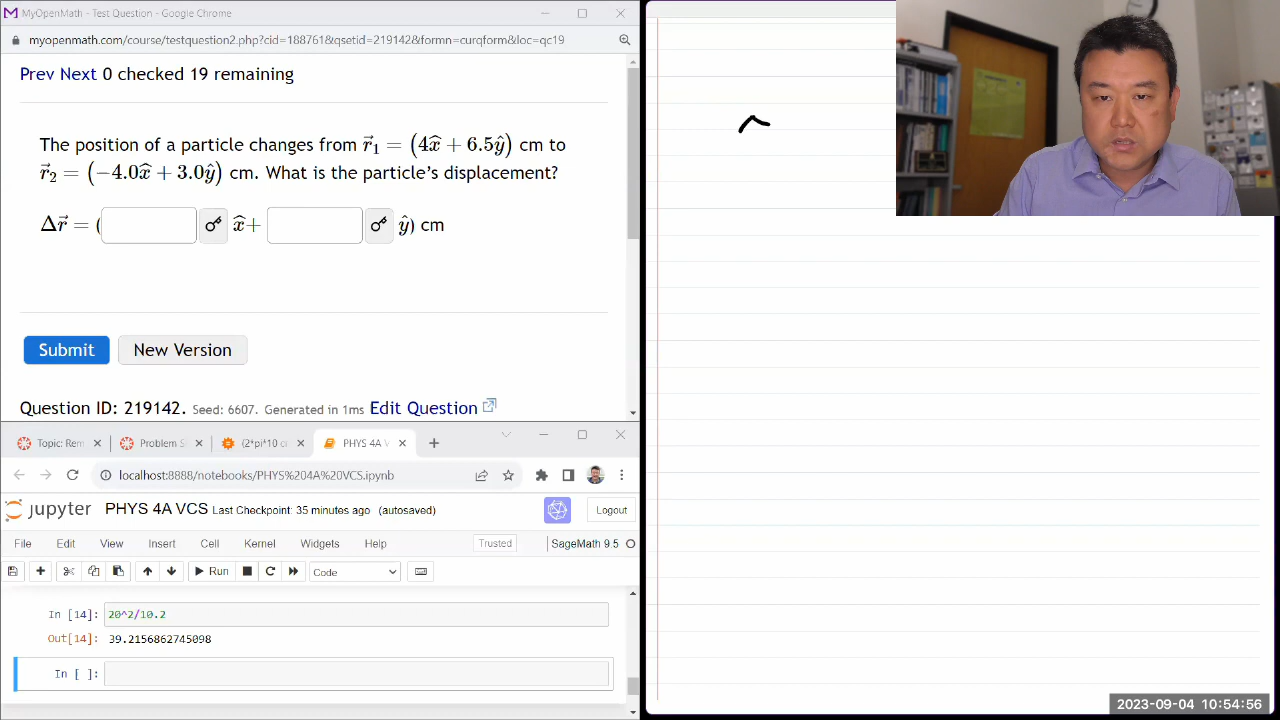 MyOpenMath - Test Question - Google Chrome
myopenmath.com/course/testquestion2.php?cid=188761&qsetid=219142&formn=curqform&loc=qc19
Prev Next 0 checked 19 remaining
The position of a particle changes from r⃗₁ = (4x̂ + 6.5ŷ) cm to
r⃗₂ = (−4.0x̂ + 3.0ŷ) cm. What is the particle's displacement?
Δr⃗ = ( x̂+ ŷ) cm
Submit New Version
Question ID: 219142. Seed: 6607. Generated in 1ms Edit Question
Topic: Rem Problem S (2*pi*10 c PHYS 4A V
localhost:8888/notebooks/PHYS%204A%20VCS.ipynb
jupyter PHYS 4A VCS Last Checkpoint: 35 minutes ago (autosaved) Logout
File Edit View Insert Cell Kernel Widgets Help Trusted SageMath 9.5
Run Code
In [14]: 20^2/10.2
Out[14]: 39.2156862745098
In [ ]:
2023-09-04 10:54:56